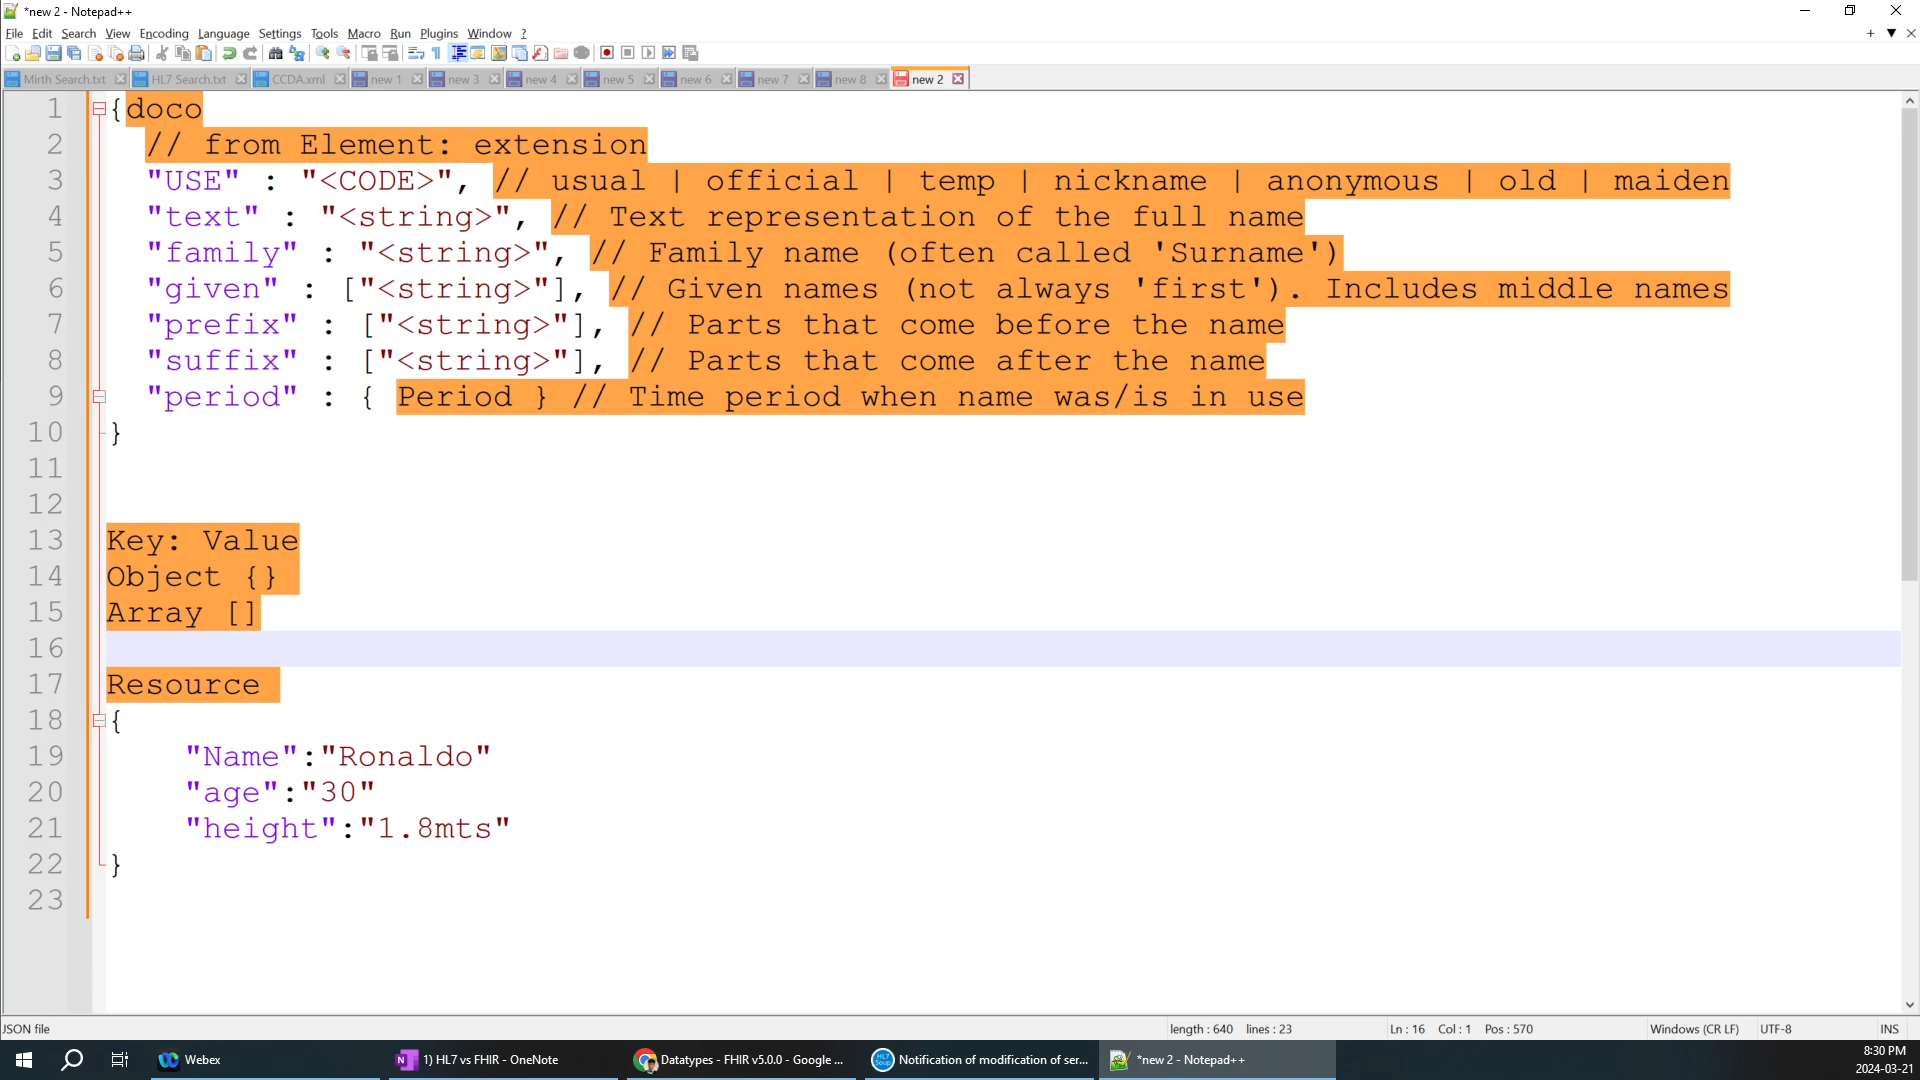 *new 2 - Notepad++
File Edit Search View Encoding Language Settings Tools Macro Run Plugins Window ?
Mirth Search.txt HL7 Search.txt CCDA.xml new 1 new 3 new 4 new 5 new 6 new 7 new 8 new 2
1 {doco
2 // from Element: extension
3 "USE" : "<CODE>", // usual | official | temp | nickname | anonymous | old | maiden
4 "text" : "<string>", // Text representation of the full name
5 "family" : "<string>", // Family name (often called 'Surname')
6 "given" : ["<string>"], // Given names (not always 'first'). Includes middle names
7 "prefix" : ["<string>"], // Parts that come before the name
8 "suffix" : ["<string>"], // Parts that come after the name
9 "period" : { Period } // Time period when name was/is in use
10 }
11
12
13 Key: Value
14 Object {}
15 Array []
16
17 Resource
18 {
19 "Name":"Ronaldo"
20 "age":"30"
21 "height":"1.8mts"
22 }
23
JSON file length : 640 lines : 23 Ln : 16 Col : 1 Pos : 570 Windows (CR LF) UTF-8 INS
Webex 1) HL7 vs FHIR - OneNote Datatypes - FHIR v5.0.0 - Google ... Notification of modification of ser... *new 2 - Notepad++ 8:30 PM
2024-03-21